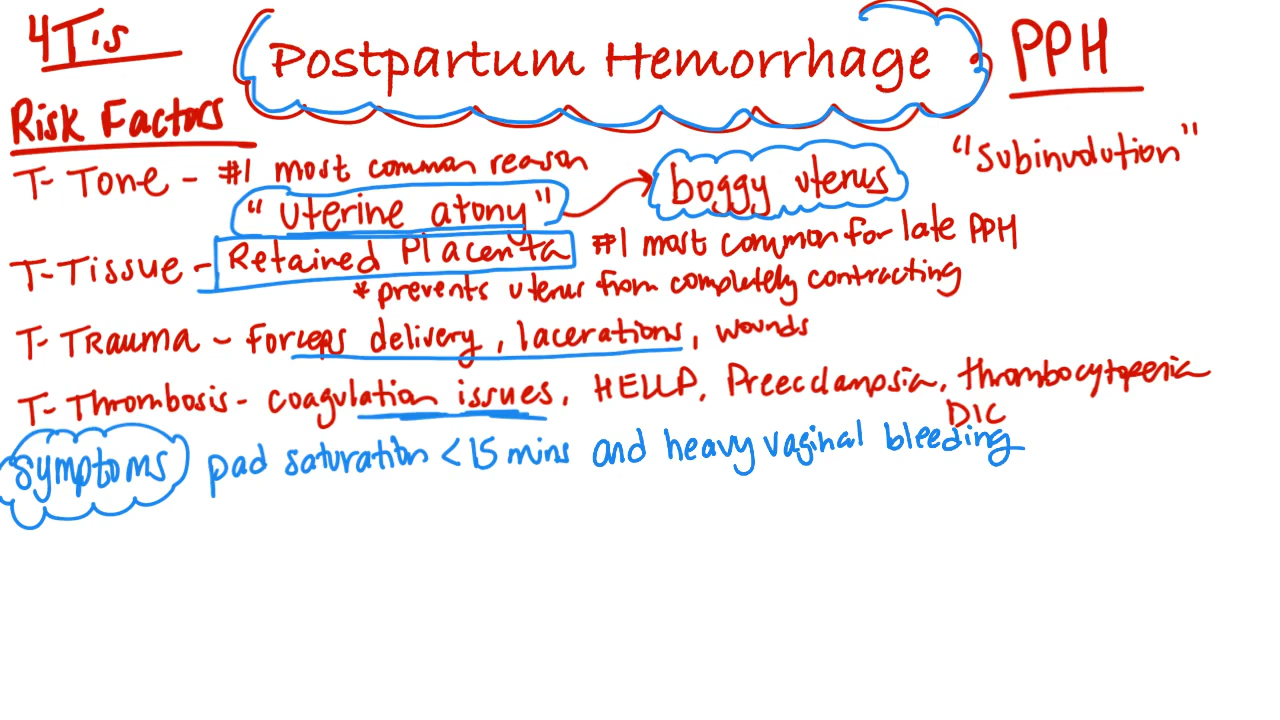 4T's
Postpartum Hemorrhage
PPH
Risk Factors
"Subinvolution"
T- Tone - #1 most common reason
"uterine atony"
boggy uterus
T- Tissue - Retained Placenta #1 most common for late PPH
* prevents uterus from completely contracting
T- Trauma - Forceps delivery, lacerations, wounds
T- Thrombosis - coagulation issues, HELLP, Preecclampsia, thrombocytopenia
DIC
Symptoms pad saturation < 15 mins and heavy vaginal bleeding